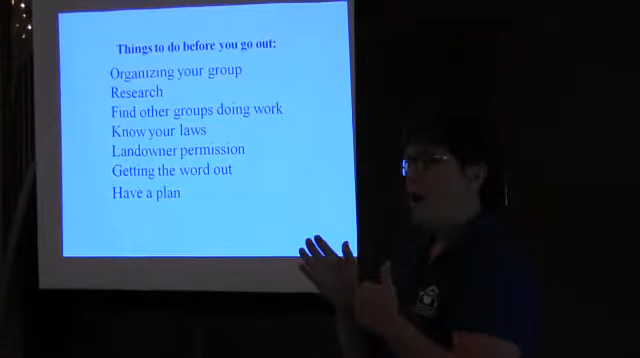 Things to do before you go out:
Organizing your group
Research
Find other groups doing work
Know your laws
Landowner permission
Getting the word out
Have a plan